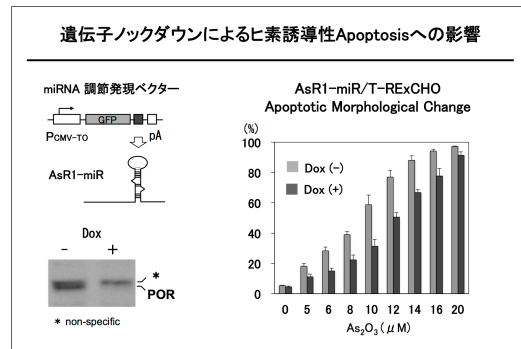 遺伝子ノックダウンによるヒ素誘導性Apoptosisへの影響
miRNA 調節発現ベクター
GFP
PCMV-TO
pA
AsR1-miR
Dox
− +
*
POR
* non-specific
AsR1-miR/T-RExCHO
Apoptotic Morphological Change
(%)
100
80
60
40
20
0
Dox (-)
Dox (+)
0 5 6 8 10 12 14 16 20
As₂O₃ (μM)